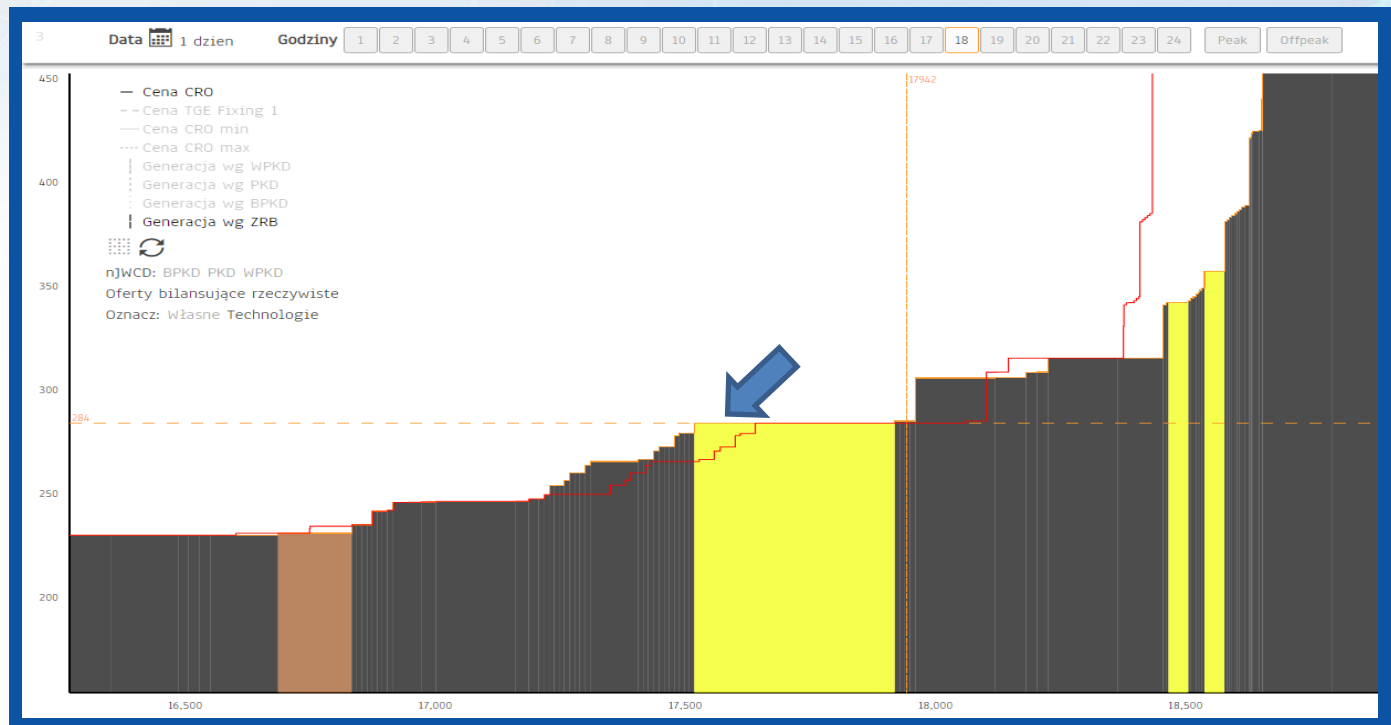 3 Data 1 dzien Godziny 1 2 3 4 5 6 7 8 9 10 11 12 13 14 15 16 17 18 19 20 21 22 23 24 Peak Offpeak
450
17942
Cena CRO
Cena TGE Fixing 1
Cena CRO min
Cena CRO max
Generacja wg WPKD
400
Generacja wg PKD
Generacja wg BPKD
Generacja wg ZRB
nJWCD: BPKD PKD WPKD
350
Oferty bilansujące rzeczywiste
Oznacz: Własne Technologie
300
284
250
200
16,500 17,000 17,500 18,000 18,500